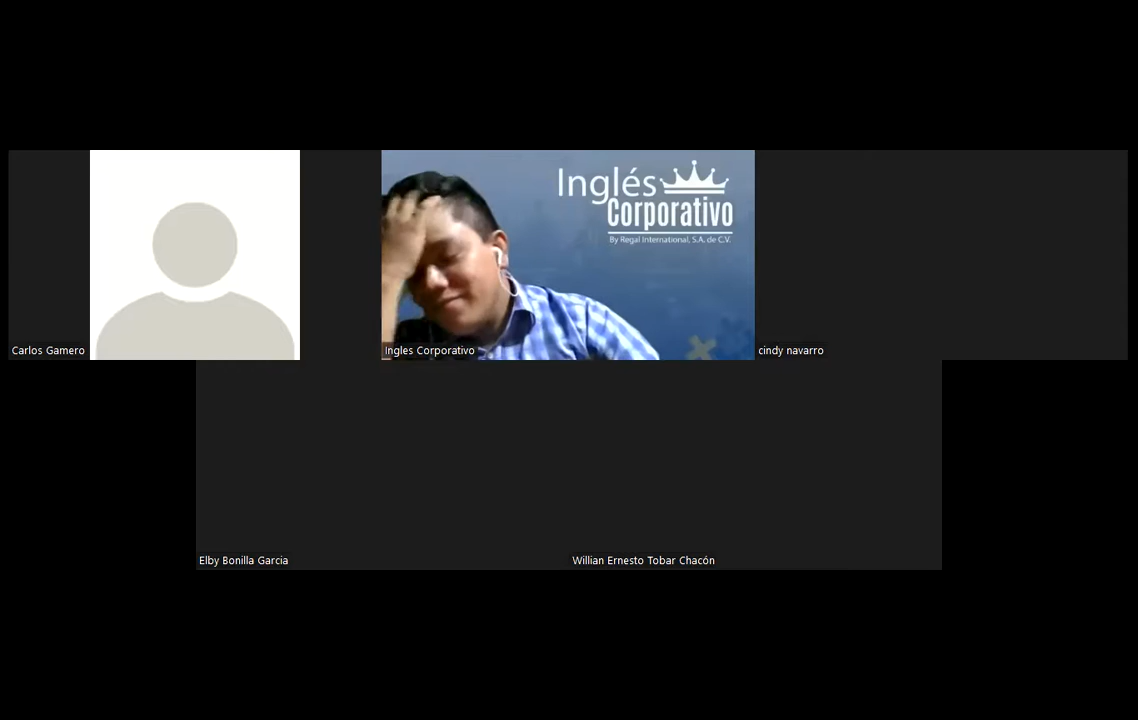 Inglés
Corporativo
By Regal International, S.A. de C.V.
Carlos Gamero
Ingles Corporativo
cindy navarro
Elby Bonilla Garcia
Willian Ernesto Tobar Chacón